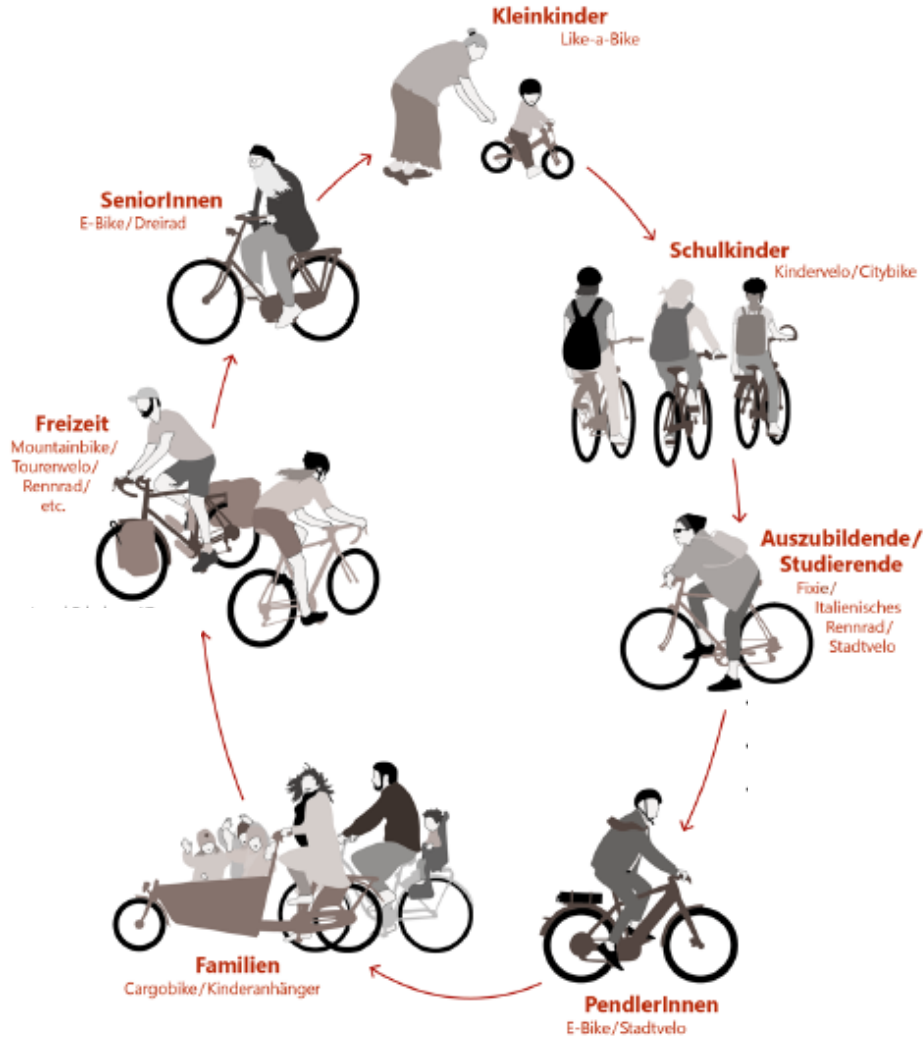 Kleinkinder
Like-a-Bike
SeniorInnen
E-Bike/Dreirad
Schulkinder
Kindervelo/Citybike
Freizeit
Mountainbike/
Tourenvelo/
Rennrad/
etc.
Auszubildende/
Studierende
Fixie/
Italienisches
Rennrad/
Stadtvelo
Familien
Cargobike/Kinderanhänger
PendlerInnen
E-Bike/Stadtvelo